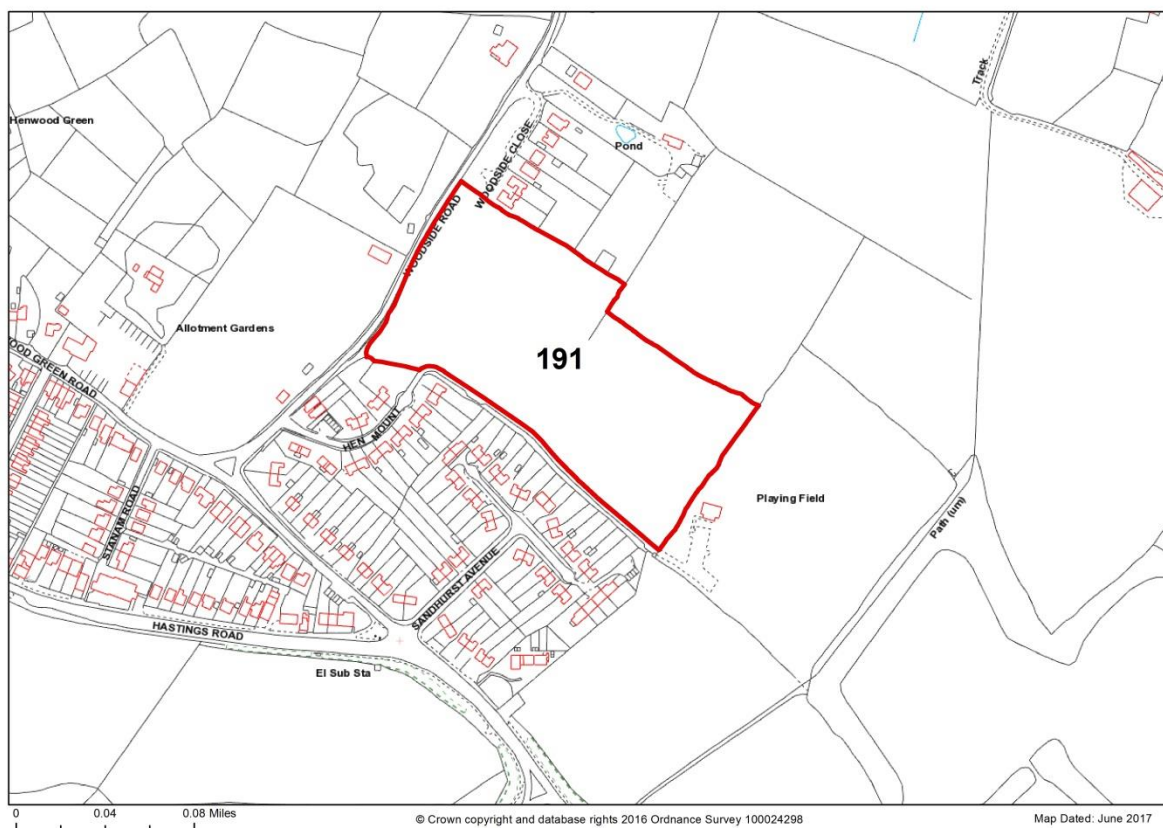 Track
Henwood Green
WOODSIDE CLOSE
Pond
WOODSIDE ROAD
Allotment Gardens
191
OOD GREEN ROAD
HEN MOUNT
Playing Field
Path (um)
STANAM ROAD
SANDHURST AVENUE
HASTINGS ROAD
El Sub Sta
0 0.04 0.08 Miles
© Crown copyright and database rights 2016 Ordnance Survey 100024298
Map Dated: June 2017